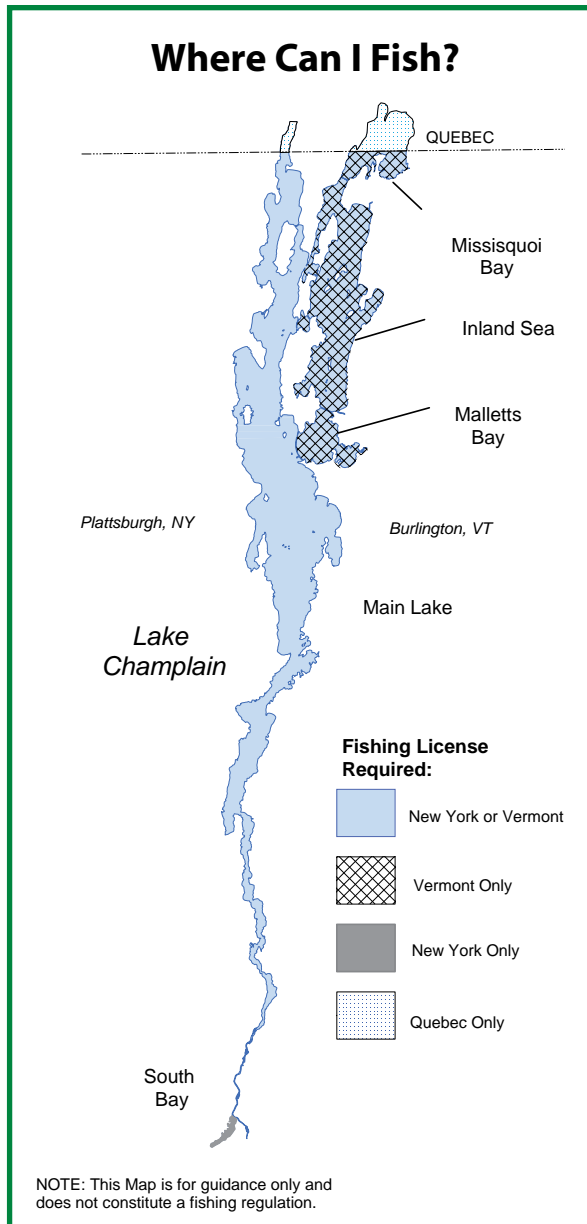 Where Can I Fish?
QUEBEC
Missisquoi
Bay
Inland Sea
Malletts
Bay
Plattsburgh, NY
Burlington, VT
Main Lake
Lake
Champlain
Fishing License
Required:
New York or Vermont
Vermont Only
New York Only
Quebec Only
South
Bay
NOTE: This Map is for guidance only and
does not constitute a fishing regulation.